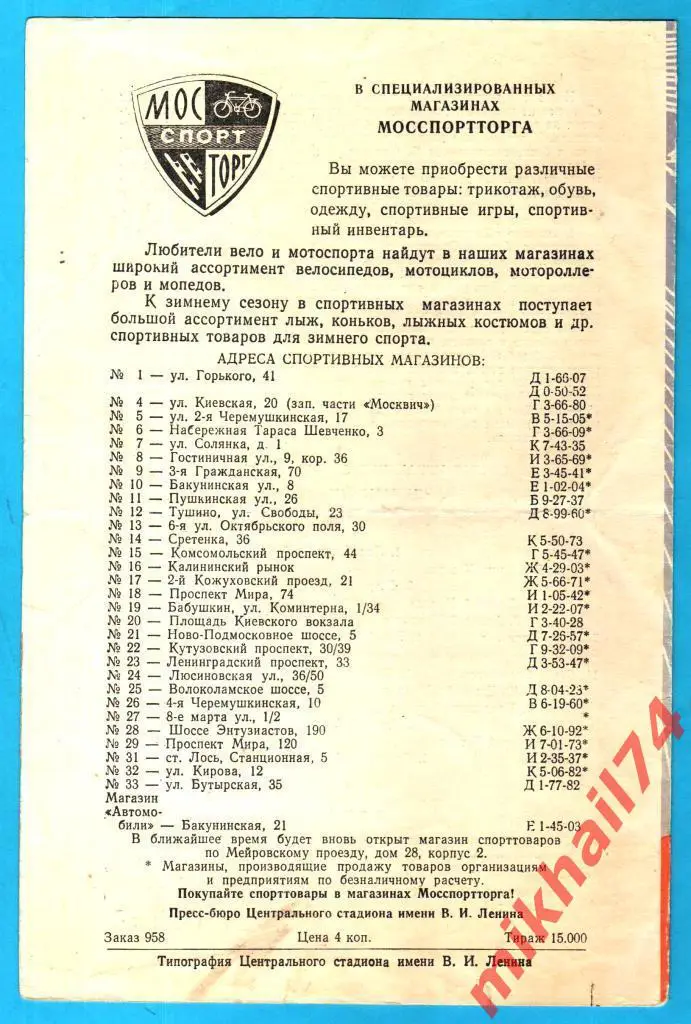 МОС
СПОРТ
ТОРГ
В СПЕЦИАЛИЗИРОВАННЫХ
МАГАЗИНАХ
МОССПОРТТОРГА
Вы можете приобрести различные
спортивные товары: трикотаж, обувь,
одежду, спортивные игры, спортив-
ный инвентарь.
Любители вело и мотоспорта найдут в наших магазинах
широкий ассортимент велосипедов, мотоциклов, моторолле-
ров и мопедов.
К зимнему сезону в спортивных магазинах поступает
большой ассортимент лыж, коньков, лыжных костюмов и др.
спортивных товаров для зимнего спорта.
АДРЕСА СПОРТИВНЫХ МАГАЗИНОВ:
№ 1 — ул. Горького, 41 Д 1-66-07
Д 0-50-52
№ 4 — ул. Киевская, 20 (зап. части «Москвич») Г 3-66-80
№ 5 — ул. 2-я Черемушкинская, 17 В 5-15-05*
№ 6 — Набережная Тараса Шевченко, 3 Г 3-66-09*
№ 7 — ул. Солянка, д. 1 К 7-43-35
№ 8 — Гостиничная ул., 9, кор. 36 И 3-65-69*
№ 9 — 3-я Гражданская, 70 Е 3-45-41*
№ 10 — Бакунинская ул., 8 Е 1-02-04*
№ 11 — Пушкинская ул., 26 Б 9-27-37
№ 12 — Тушино, ул. Свободы, 23 Д 8-99-60*
№ 13 — 6-я ул. Октябрьского поля, 30
№ 14 — Сретенка, 36 К 5-50-73
№ 15 — Комсомольский проспект, 44 Г 5-45-47*
№ 16 — Калининский рынок Ж 4-29-03*
№ 17 — 2-й Кожуховский проезд, 21 Ж 5-66-71*
№ 18 — Проспект Мира, 74 И 1-05-42*
№ 19 — Бабушкин, ул. Коминтерна, 1/34 И 2-22-07*
№ 20 — Площадь Киевского вокзала Г 3-40-28
№ 21 — Ново-Подмосковное шоссе, 5 Д 7-26-57*
№ 22 — Кутузовский проспект, 30/39 Г 9-32-09*
№ 23 — Ленинградский проспект, 33 Д 3-53-47*
№ 24 — Люсиновская ул., 36/50
№ 25 — Волоколамское шоссе, 5 Д 8-04-23*
№ 26 — 4-я Черемушкинская, 10 В 6-19-60*
№ 27 — 8-е марта ул., 1/2 *
№ 28 — Шоссе Энтузиастов, 190 Ж 6-10-92*
№ 29 — Проспект Мира, 120 И 7-01-73*
№ 31 — ст. Лось, Станционная, 5 И 2-35-37*
№ 32 — ул. Кирова, 12 К 5-06-82*
№ 33 — ул. Бутырская, 35 Д 1-77-82
Магазин
«Автомо-
били» — Бакунинская, 21 Е 1-45-03
В ближайшее время будет вновь открыт магазин спорттоваров
по Мейровскому проезду, дом 28, корпус 2.
* Магазины, производящие продажу товаров организациям
и предприятиям по безналичному расчету.
Покупайте спорттовары в магазинах Мосспортторга!
Пресс-бюро Центрального стадиона имени В. И. Ленина
Заказ 958 Цена 4 коп. Тираж 15.000
Типография Центрального стадиона имени В. И. Ленина
mikhail74